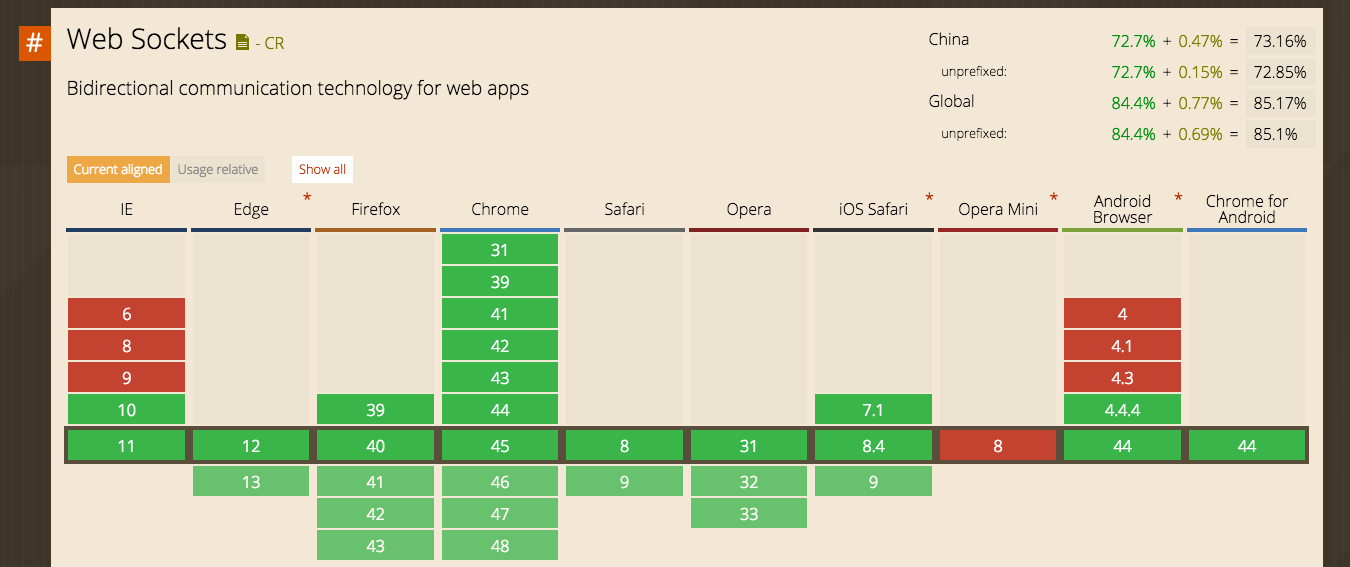 #
Web Sockets - CR
Bidirectional communication technology for web apps
China 72.7% + 0.47% = 73.16%
unprefixed: 72.7% + 0.15% = 72.85%
Global 84.4% + 0.77% = 85.17%
unprefixed: 84.4% + 0.69% = 85.1%
Current aligned Usage relative Show all
IE Edge * Firefox Chrome Safari Opera iOS Safari * Opera Mini * Android Browser * Chrome for Android
31
39
6 41 4
8 42 4.1
9 43 4.3
10 39 44 7.1 4.4.4
11 12 40 45 8 31 8.4 8 44 44
13 41 46 9 32 9
42 47 33
43 48